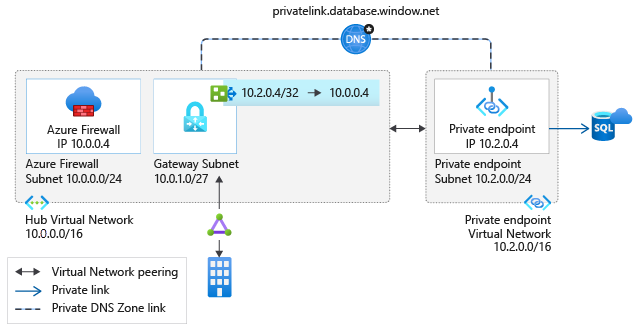 privatelink.database.window.net
DNS
10.2.0.4/32 → 10.0.0.4
Azure Firewall
IP 10.0.0.4
Azure Firewall
Subnet 10.0.0.0/24
Gateway Subnet
10.0.1.0/27
Private endpoint
IP 10.2.0.4
Private endpoint
Subnet 10.2.0.0/24
SQL
Hub Virtual Network
10.0.0.0/16
Private endpoint
Virtual Network
10.2.0.0/16
Virtual Network peering
Private link
Private DNS Zone link